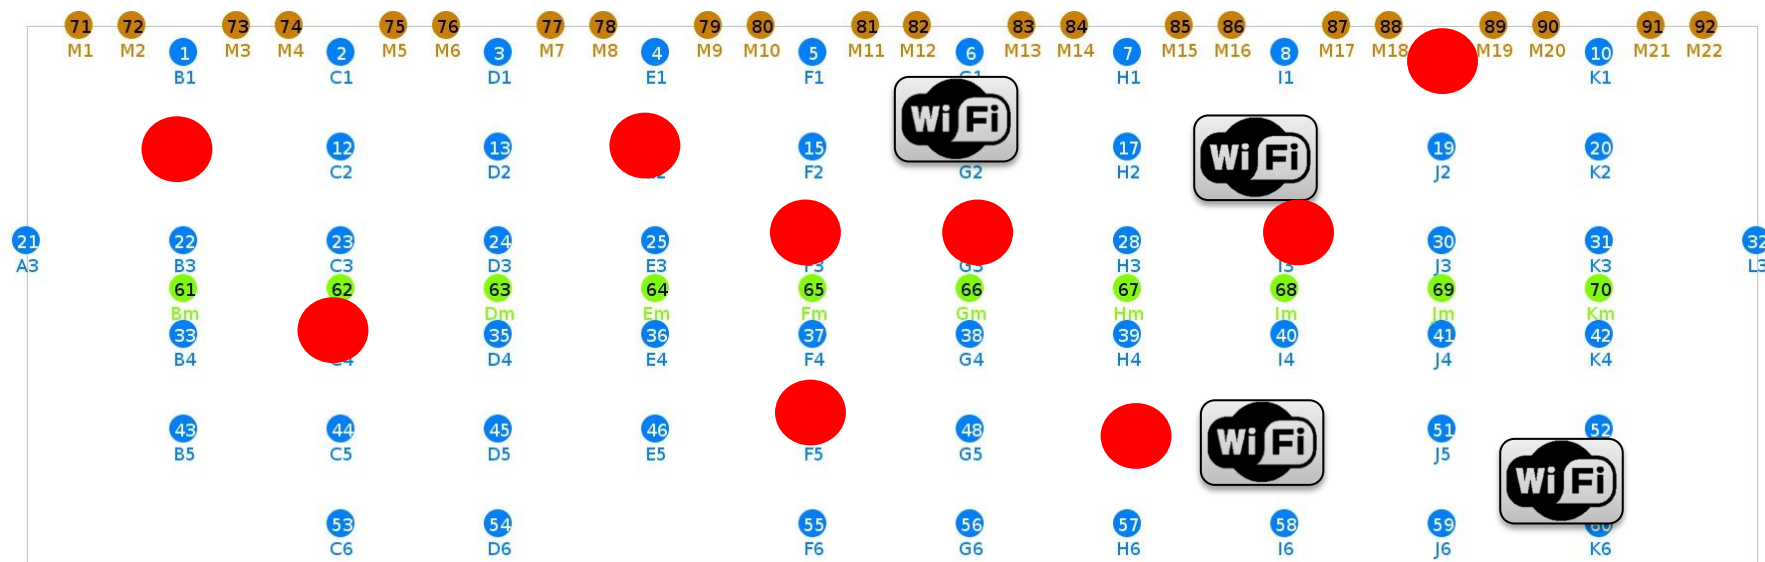 71 72 73 74 75 76 77 78 79 80 81 82 83 84 85 86 87 88 89 90 91 92
M1 M2 M3 M4 M5 M6 M7 M8 M9 M10 M11 M12 M13 M14 M15 M16 M17 M18 M19 M20 M21 M22
1 2 3 4 5 6 7 8 10
B1 C1 D1 E1 F1 G1 H1 I1 K1
WiFi WiFi
12 13 15 17 19 20
C2 D2 F2 G2 H2 J2 K2
21 22 23 24 25 28 30 31 32
A3 B3 C3 D3 E3 F3 G3 H3 I3 J3 K3 L3
61 62 63 64 65 66 67 68 69 70
Bm Dm Em Fm Gm Hm Im Jm Km
33 35 36 37 38 39 40 41 42
B4 C4 D4 E4 F4 G4 H4 I4 J4 K4
43 44 45 46 48 51 52
B5 C5 D5 E5 F5 G5 J5
WiFi WiFi
53 54 55 56 57 58 59 60
C6 D6 F6 G6 H6 I6 J6 K6